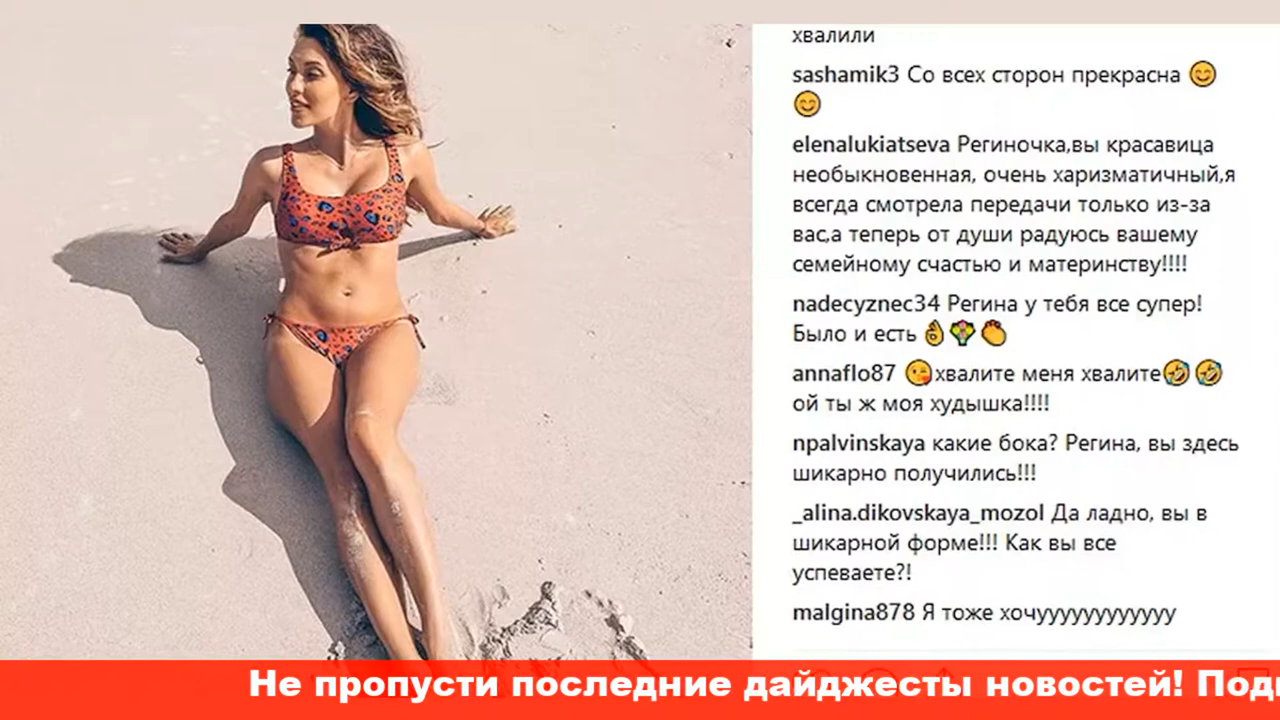 хвалили
sashamik3 Со всех сторон прекрасна 😊
😊
elenalukiatseva Региночка,вы красавица
необыкновенная, очень харизматичный,я
всегда смотрела передачи только из-за
вас,а теперь от души радуюсь вашему
семейному счастью и материнству!!!!
nadecyznec34 Регина у тебя все супер!
Было и есть 👌💐👏
annaflo87 😘хвалите меня хвалите🤣🤣
ой ты ж моя худышка!!!!
npalvinskaya какие бока? Регина, вы здесь
шикарно получились!!!
_alina.dikovskaya_mozol Да ладно, вы в
шикарной форме!!! Как вы все
успеваете?!
malgina878 Я тоже хочууууууууууууу
Не пропусти последние дайджесты новостей!